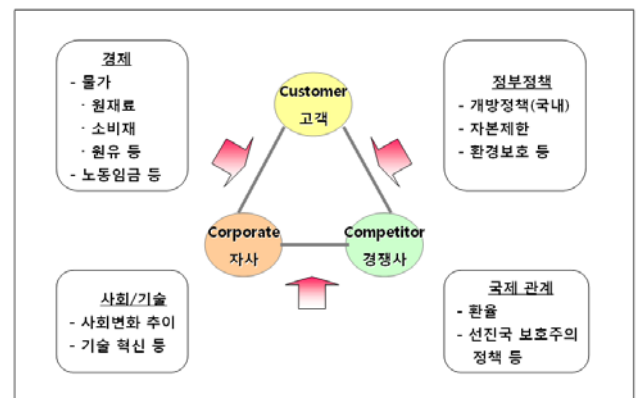 경제
- 물가
· 원재료
· 소비재
· 원유 등
- 노동임금 등
Customer
고객
정부정책
- 개방정책(국내)
- 자본제한
- 환경보호 등
Corporate
자사
Competitor
경쟁사
사회/기술
- 사회변화 추이
- 기술 혁신 등
국제 관계
- 환율
- 선진국 보호주의
정책 등